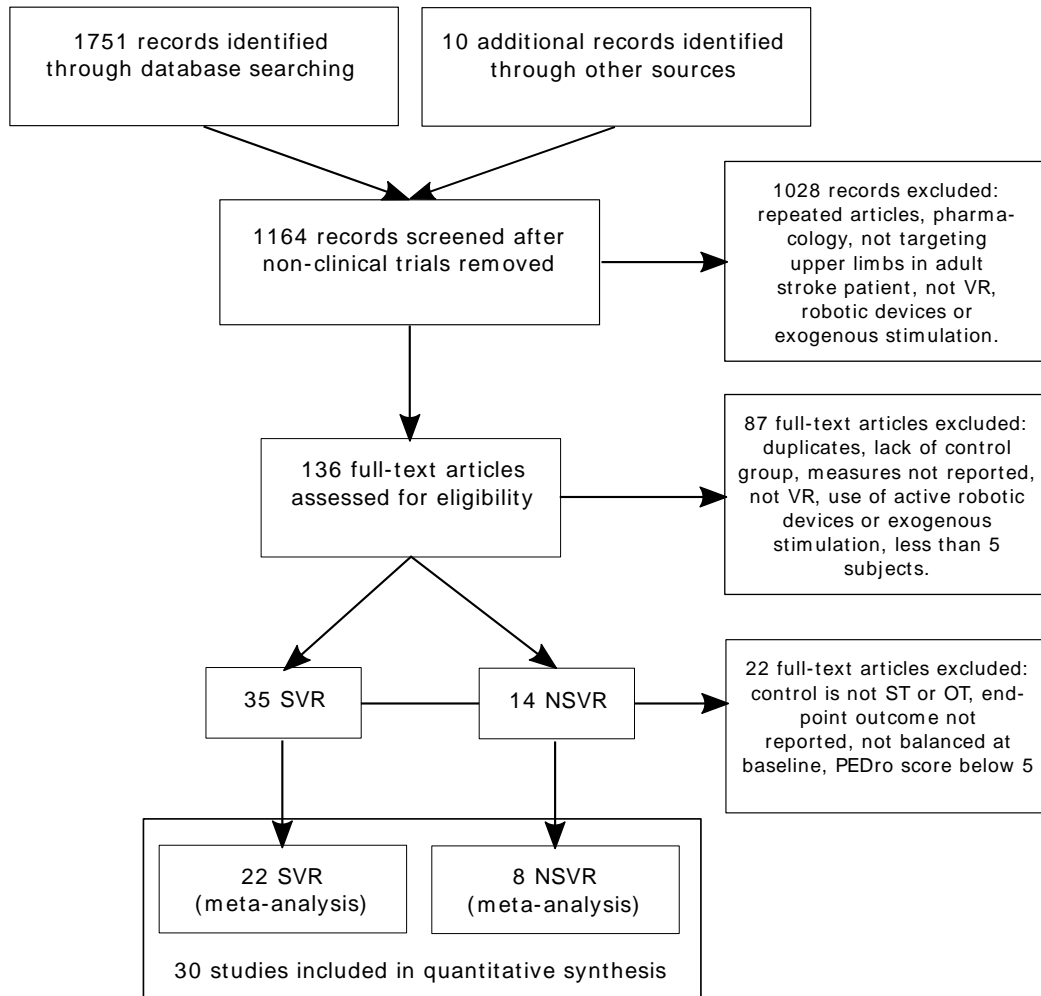 1751 records identified
through database searching
10 additional records identified
through other sources
1164 records screened after
non-clinical trials removed
1028 records excluded:
repeated articles, pharma-
cology, not targeting
upper limbs in adult
stroke patient, not VR,
robotic devices or
exogenous stimulation.
136 full-text articles
assessed for eligibility
87 full-text articles excluded:
duplicates, lack of control
group, measures not reported,
not VR, use of active robotic
devices or exogenous
stimulation, less than 5
subjects.
35 SVR
14 NSVR
22 full-text articles excluded:
control is not ST or OT, end-
point outcome not
reported, not balanced at
baseline, PEDro score below 5
22 SVR
(meta-analysis)
8 NSVR
(meta-analysis)
30 studies included in quantitative synthesis